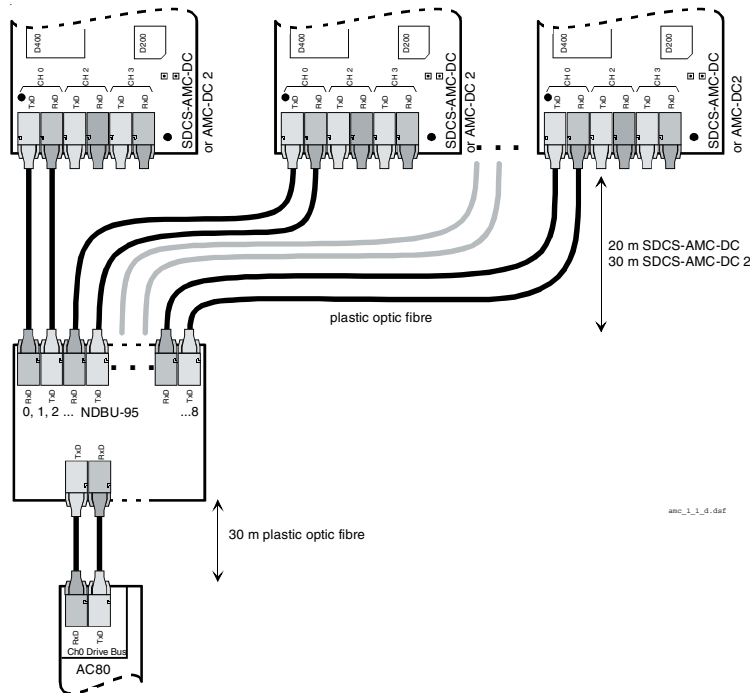 D400
D200
CH 0
CH 2
CH 3
TxD
RxD
TxD
RxD
TxD
RxD
SDCS-AMC-DC
or AMC-DC 2
D400
D200
CH 0
CH 2
CH 3
TxD
RxD
TxD
RxD
TxD
RxD
SDCS-AMC-DC
or AMC-DC 2
D400
D200
CH 0
CH 2
CH 3
TxD
RxD
TxD
RxD
TxD
RxD
SDCS-AMC-DC
or AMC-DC2
20 m SDCS-AMC-DC
30 m SDCS-AMC-DC 2
plastic optic fibre
RxD
TxD
RxD
TxD
RxD
TxD
0, 1, 2 ... NDBU-95 ...8
TxD
RxD
amc_1_1_d.dsf
30 m plastic optic fibre
RxD
TxD
Ch0 Drive Bus
AC80